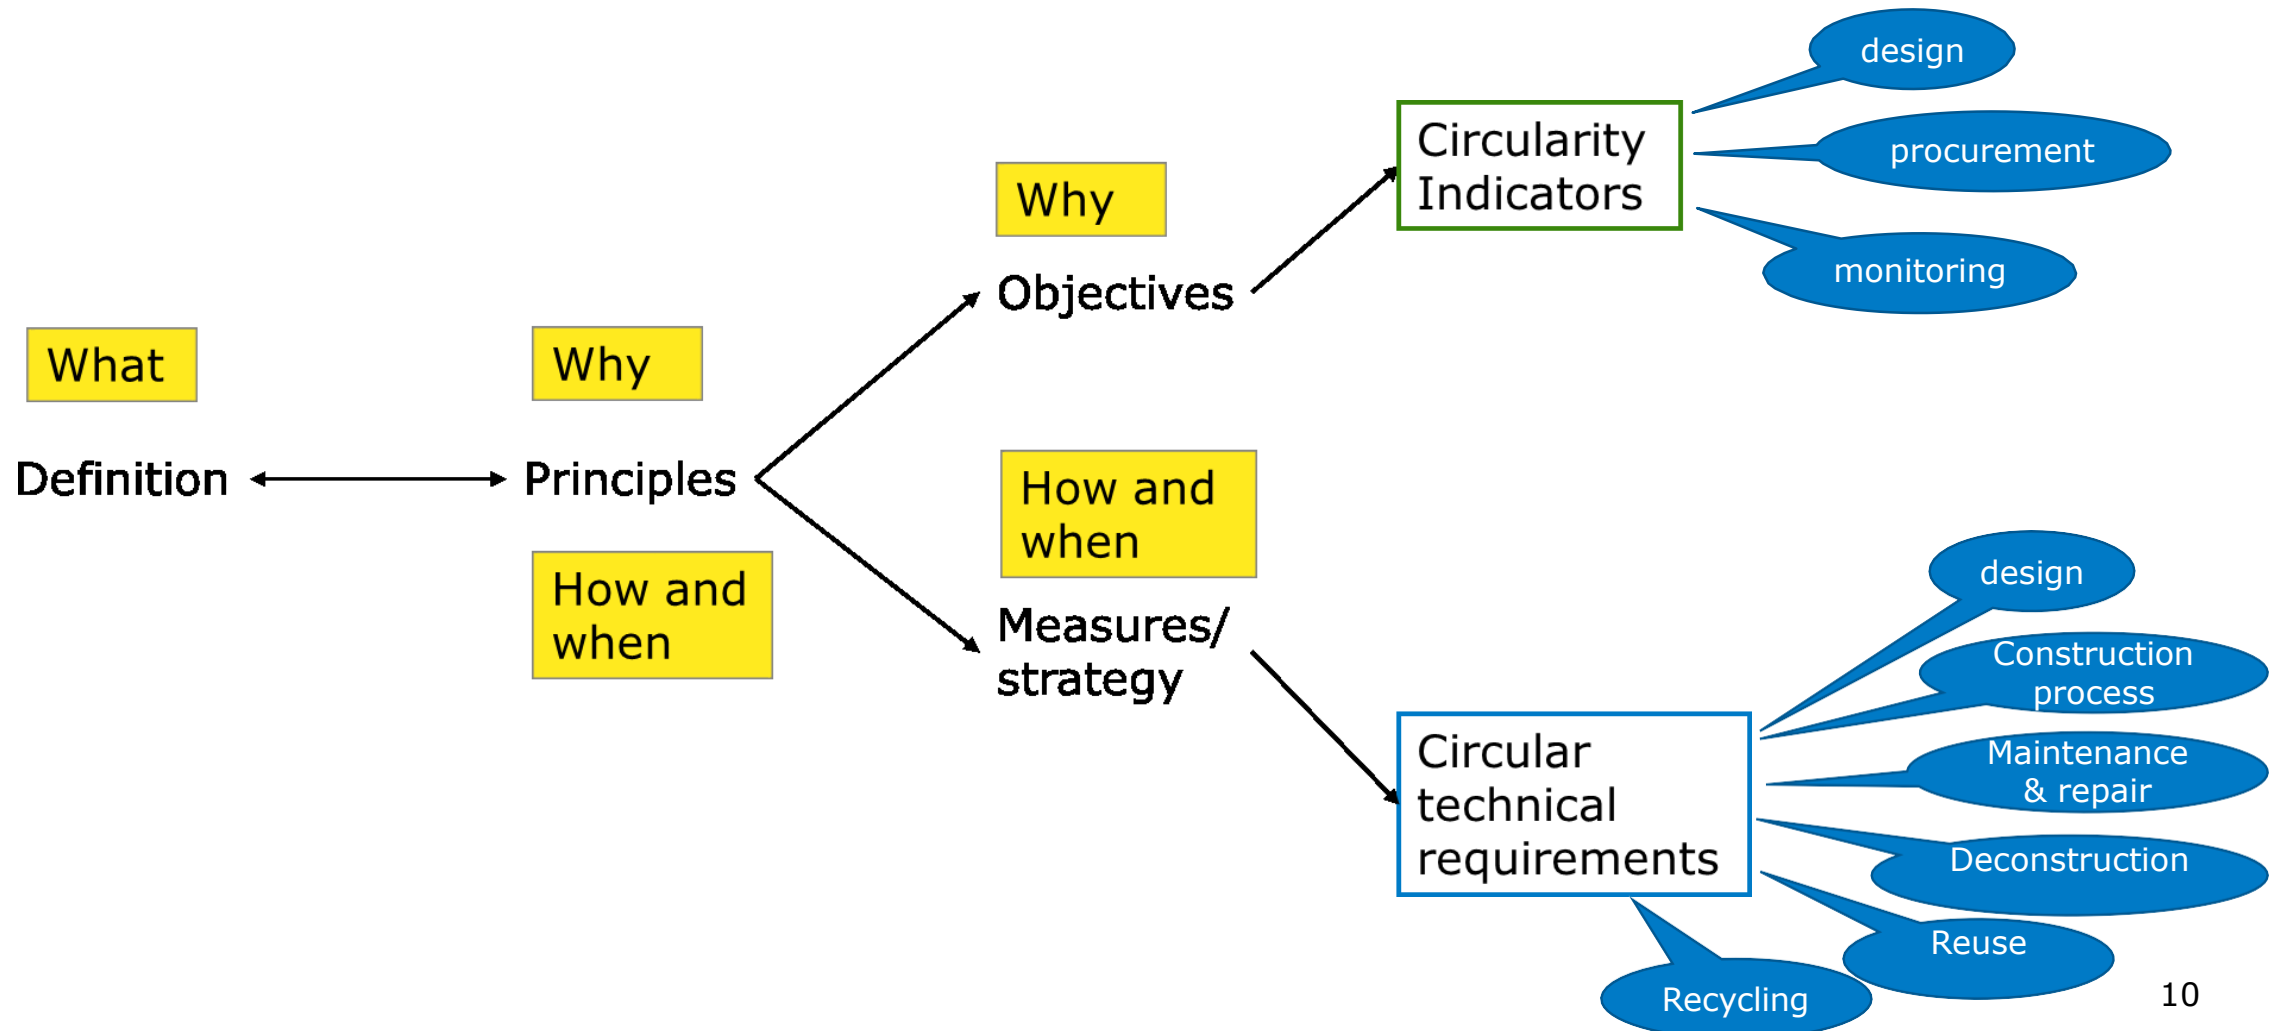 What
Definition
Why
Principles
How and
when
Why
Objectives
How and
when
Measures/
strategy
Circularity
Indicators
design
procurement
monitoring
Circular
technical
requirements
design
Construction
process
Maintenance
& repair
Deconstruction
Reuse
Recycling
10